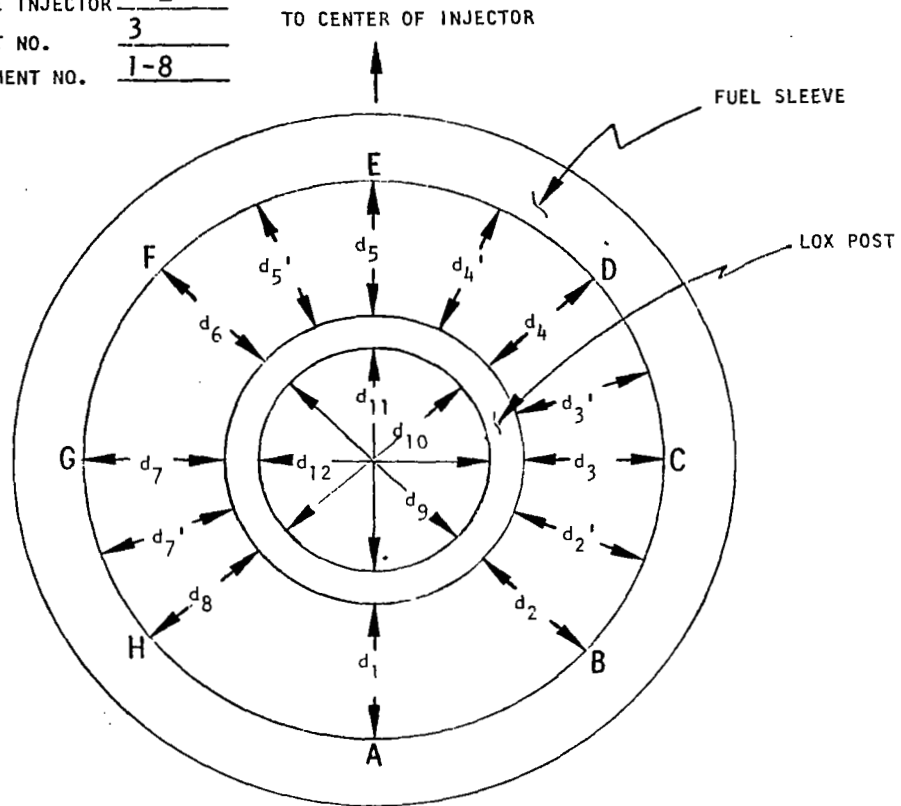 INJECTOR
TO CENTER OF INJECTOR
NO.
3
NO.
1-8
FUEL SLEEVE
E
LOX POST
F
D
d5'
d5
d4'
d6
d4
d11
d3'
d10
G
d7
d12
d3
C
d9
d7'
d2'
d8
d2
H
B
d1
A